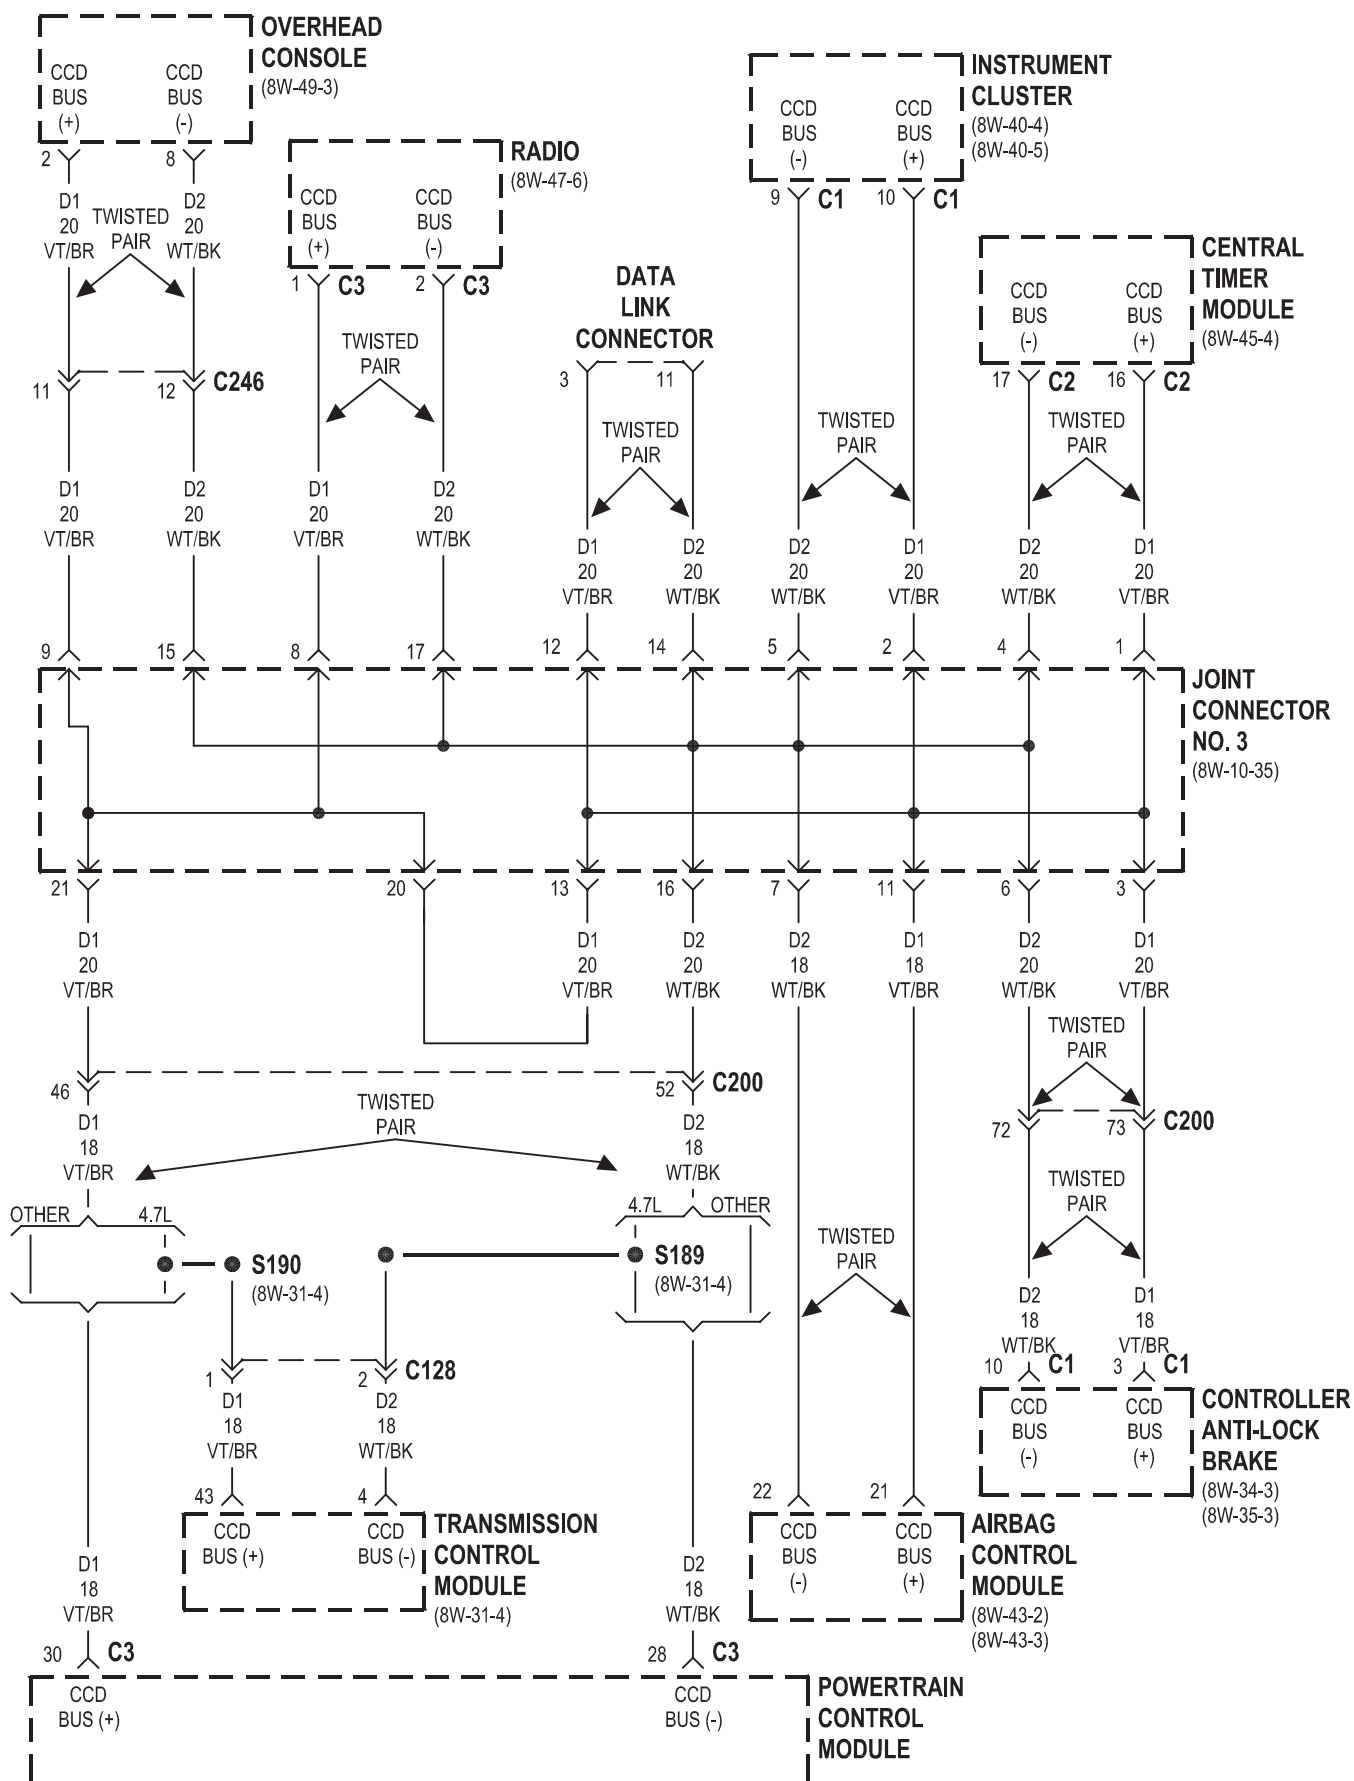 OVERHEAD
CONSOLE
(8W-49-3)
CCD
BUS
(+)
CCD
BUS
(-)
2
8
D1
20
VT/BR
D2
20
WT/BK
TWISTED
PAIR
11
12
C246
D1
20
VT/BR
D2
20
WT/BK
RADIO
(8W-47-6)
CCD
BUS
(+)
CCD
BUS
(-)
1
C3
2
C3
TWISTED
PAIR
D1
20
VT/BR
D2
20
WT/BK
DATA
LINK
CONNECTOR
3
11
TWISTED
PAIR
D1
20
VT/BR
D2
20
WT/BK
INSTRUMENT
CLUSTER
(8W-40-4)
(8W-40-5)
CCD
BUS
(-)
CCD
BUS
(+)
9
C1
10
C1
TWISTED
PAIR
D2
20
WT/BK
D1
20
VT/BR
CENTRAL
TIMER
MODULE
(8W-45-4)
CCD
BUS
(-)
CCD
BUS
(+)
17
C2
16
C2
TWISTED
PAIR
D2
20
WT/BK
D1
20
VT/BR
9
15
8
17
12
14
5
2
4
1
JOINT
CONNECTOR
NO. 3
(8W-10-35)
21
20
13
16
7
11
6
3
D1
20
VT/BR
D1
20
VT/BR
D2
20
WT/BK
D2
18
WT/BK
D1
18
VT/BR
D2
20
WT/BK
D1
20
VT/BR
TWISTED
PAIR
46
52
C200
72
73
C200
D1
18
VT/BR
TWISTED
PAIR
D2
18
WT/BK
TWISTED
PAIR
OTHER
4.7L
4.7L
OTHER
S190
(8W-31-4)
S189
(8W-31-4)
TWISTED
PAIR
D2
18
WT/BK
D1
18
VT/BR
1
2
C128
D1
18
VT/BR
D2
18
WT/BK
10
C1
3
C1
CCD
BUS
(-)
CCD
BUS
(+)
CONTROLLER
ANTI-LOCK
BRAKE
(8W-34-3)
(8W-35-3)
43
4
CCD
BUS (+)
CCD
BUS (-)
TRANSMISSION
CONTROL
MODULE
(8W-31-4)
22
21
CCD
BUS
(-)
CCD
BUS
(+)
AIRBAG
CONTROL
MODULE
(8W-43-2)
(8W-43-3)
D1
18
VT/BR
D2
18
WT/BK
30
C3
28
C3
CCD
BUS (+)
CCD
BUS (-)
POWERTRAIN
CONTROL
MODULE